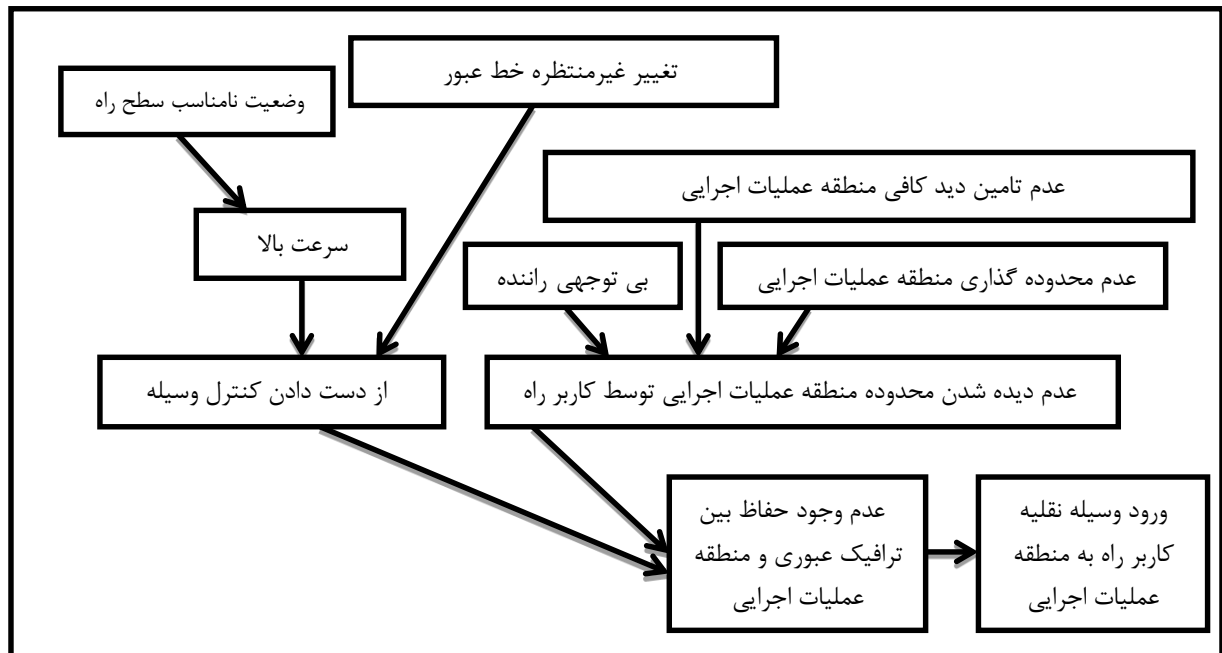 تغییر غیرمنتظره خط عبور
وضعیت نامناسب سطح راه
عدم تامین دید کافی منطقه عملیات اجرایی
سرعت بالا
بی توجهی راننده
عدم محدوده گذاری منطقه عملیات اجرایی
از دست دادن کنترل وسیله
عدم دیده شدن محدوده منطقه عملیات اجرایی توسط کاربر راه
عدم وجود حفاظ بین
ترافیک عبوری و منطقه
عملیات اجرایی
ورود وسیله نقلیه
کاربر راه به منطقه
عملیات اجرایی